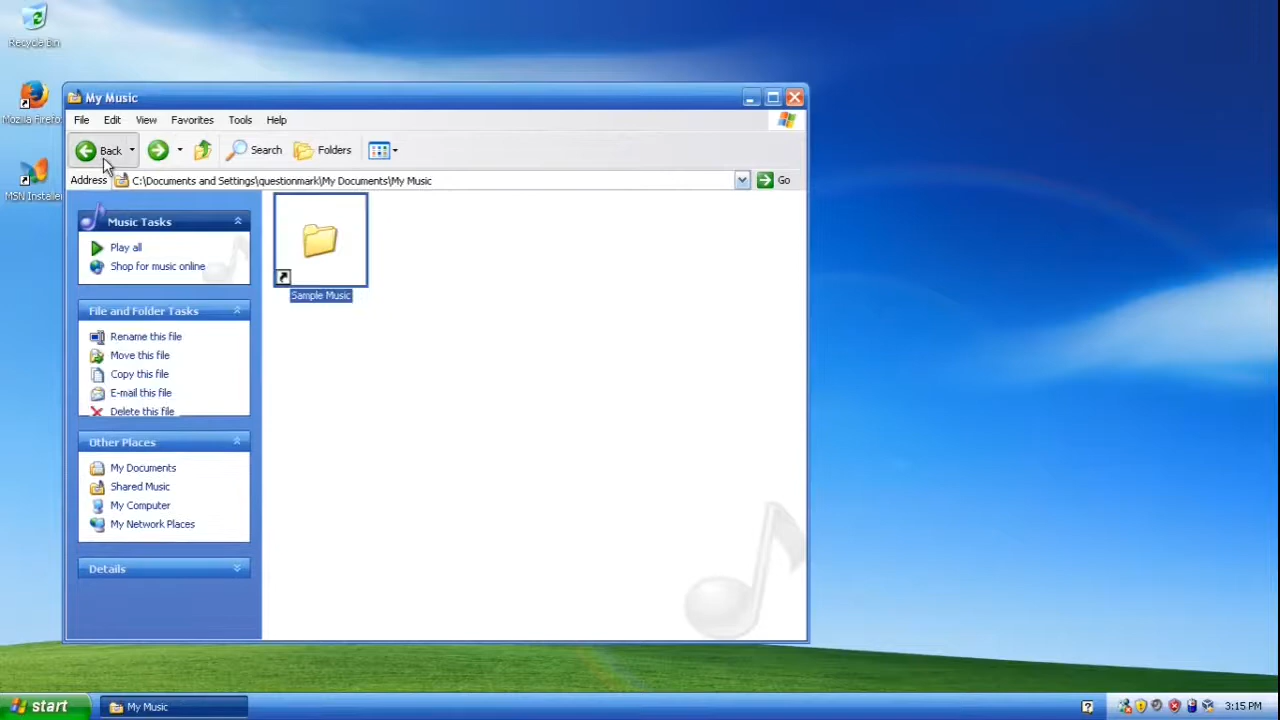 Recycle Bin
Mozilla Firefo
MSN Installer
My Music
File Edit View Favorites Tools Help
Back Search Folders
Address C:\Documents and Settings\questionmark\My Documents\My Music Go
Music Tasks
Play all
Shop for music online
File and Folder Tasks
Rename this file
Move this file
Copy this file
E-mail this file
Delete this file
Other Places
My Documents
Shared Music
My Computer
My Network Places
Details
Sample Music
start My Music ? 3:15 PM